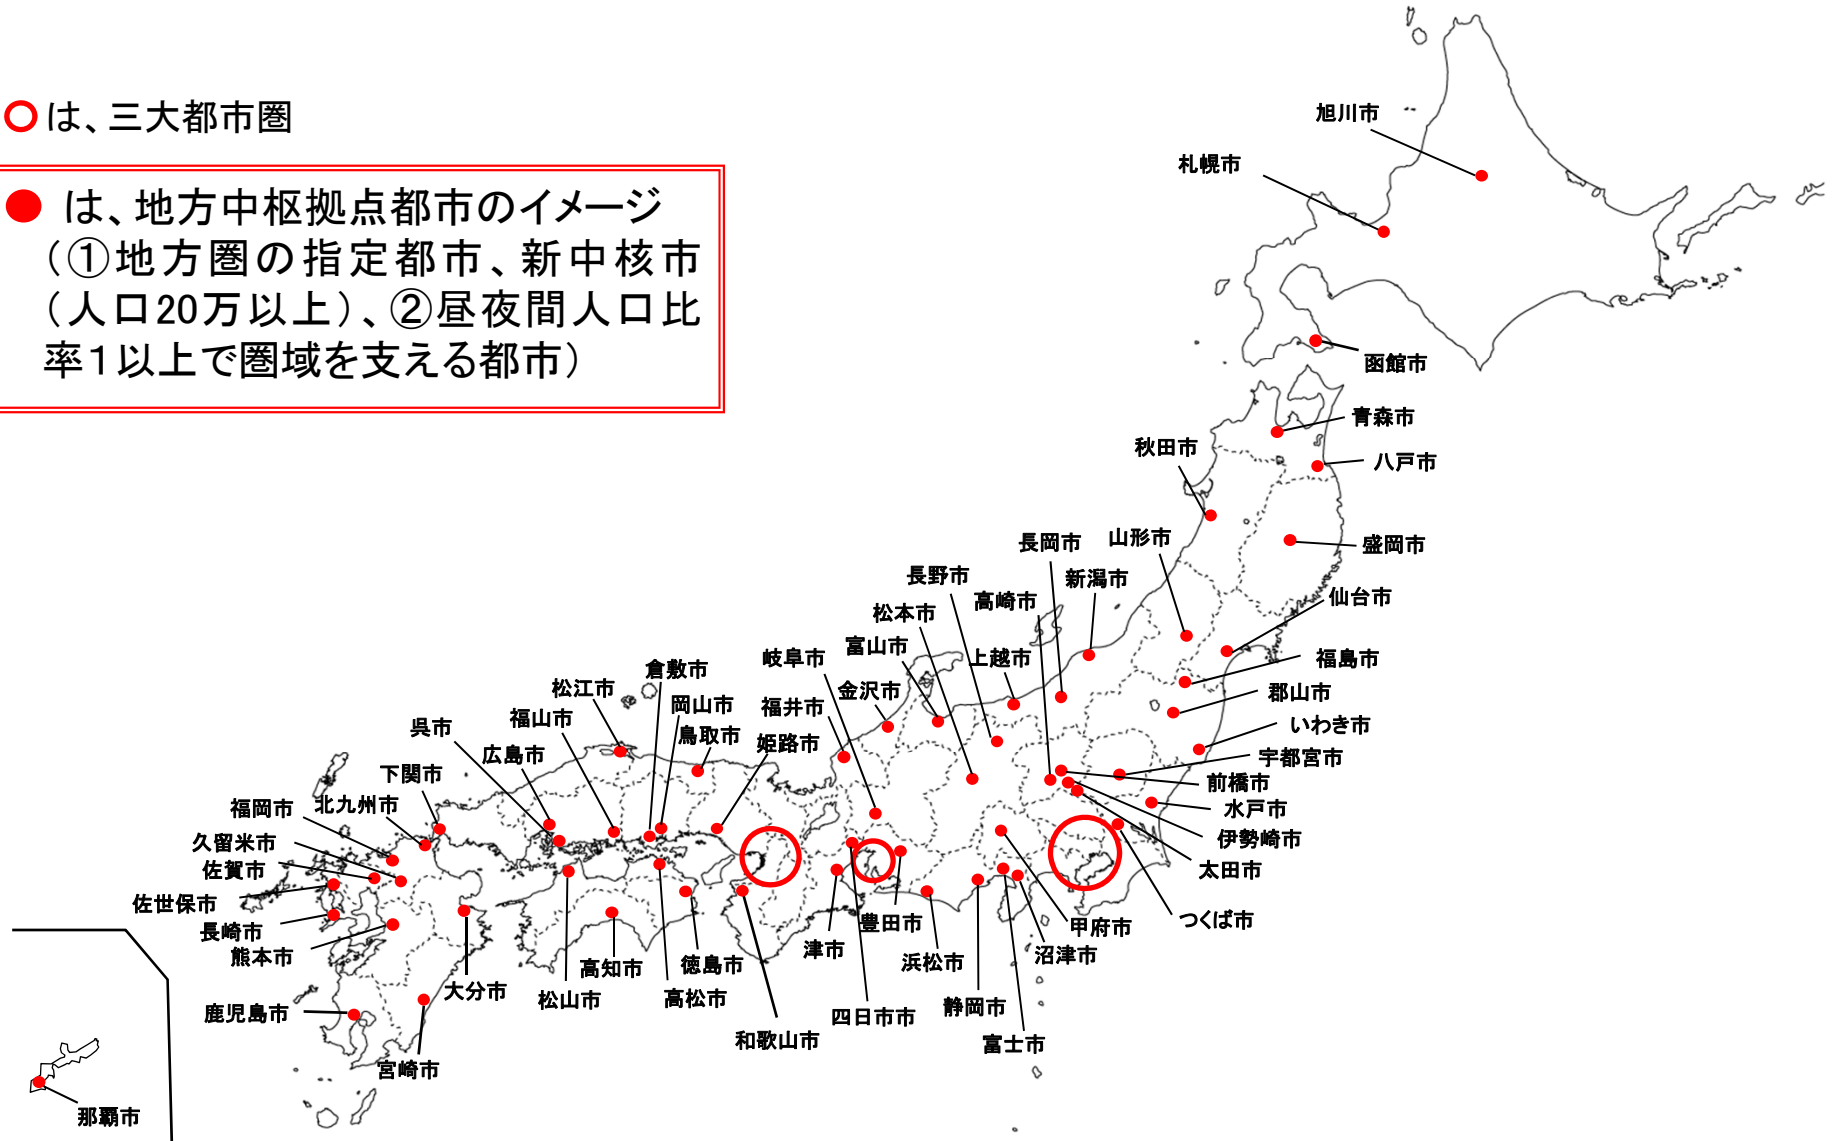 は、三大都市圏
● は、地方中枢拠点都市のイメージ
(①地方圏の指定都市、新中核市
(人口20万以上)、②昼夜間人口比
率1以上で圏域を支える都市)
旭川市
札幌市
函館市
青森市
秋田市
八戸市
長岡市
山形市
盛岡市
長野市
新潟市
高崎市
仙台市
松本市
富山市
上越市
岐阜市
福島市
倉敷市
松江市
金沢市
郡山市
岡山市
福井市
福山市
いわき市
呉市
鳥取市
姫路市
広島市
宇都宮市
下関市
前橋市
北九州市
福岡市
水戸市
久留米市
伊勢崎市
佐賀市
太田市
佐世保市
つくば市
豊田市
甲府市
長崎市
津市
熊本市
沼津市
浜松市
徳島市
高知市
大分市
松山市
高松市
静岡市
鹿児島市
四日市市
和歌山市
富士市
宮崎市
那覇市